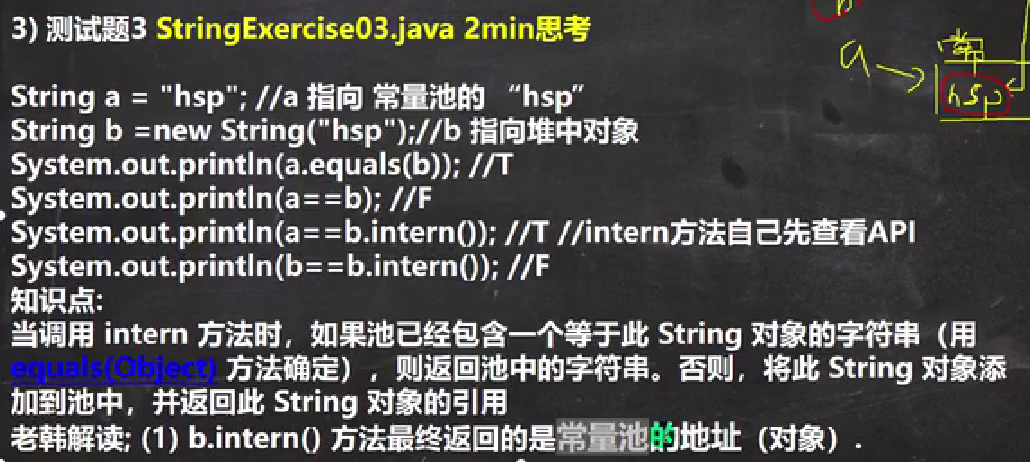 3) 测试题3 StringExercise03.java 2min思考
String a = "hsp"; //a 指向 常量池的 “hsp”
String b =new String("hsp");//b 指向堆中对象
System.out.println(a.equals(b)); //T
System.out.println(a==b); //F
System.out.println(a==b.intern()); //T //intern方法自己先查看API
System.out.println(b==b.intern()); //F
知识点:
当调用 intern 方法时，如果池已经包含一个等于此 String 对象的字符串（用
equals(Object) 方法确定），则返回池中的字符串。否则，将此 String 对象添
加到池中，并返回此 String 对象的引用
老韩解读; (1) b.intern() 方法最终返回的是常量池的地址（对象）.
b
a
hsp